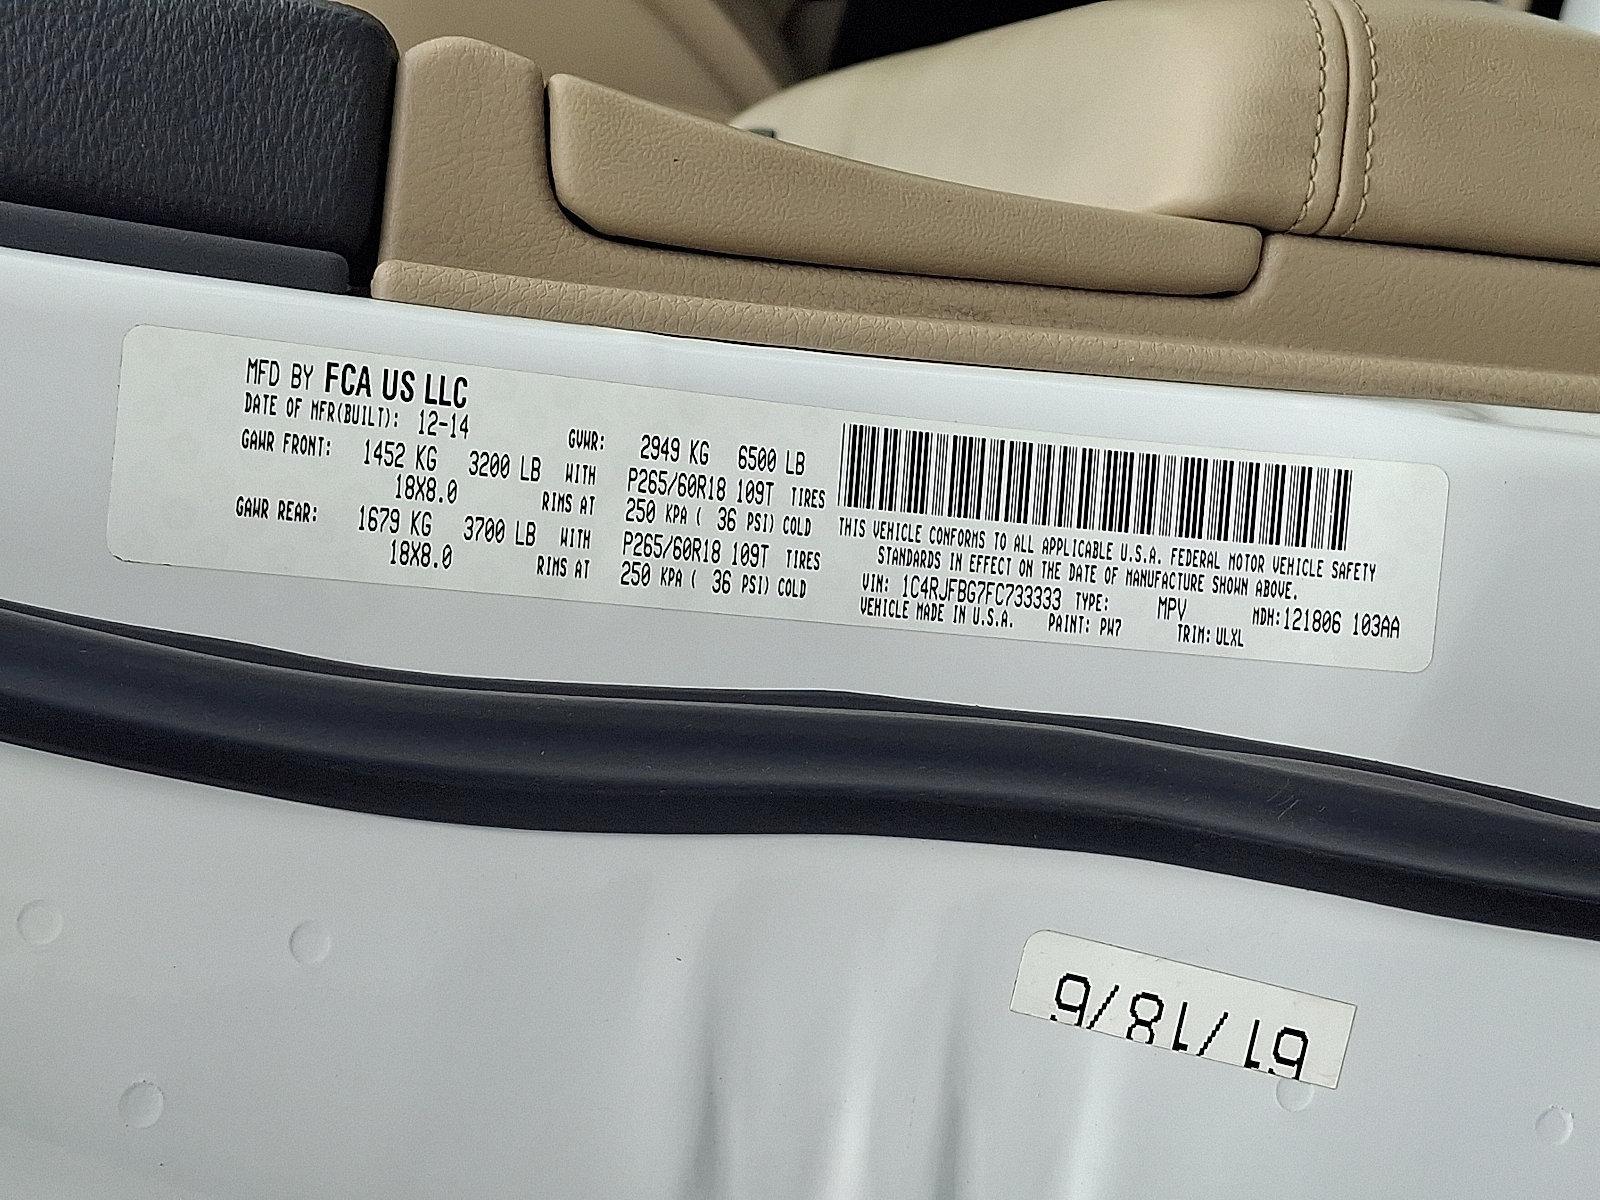 MFD BY FCA US LLC
DATE OF MFR(BUILT): 12-14 GVWR: 2949 KG 6500 LB
GAWR FRONT: 1452 KG 3200 LB WITH P265/60R18 109T TIRES
18X8.0 RIMS AT 250 KPA ( 36 PSI) COLD
GAWR REAR: 1679 KG 3700 LB WITH P265/60R18 109T TIRES
18X8.0 RIMS AT 250 KPA ( 36 PSI) COLD
THIS VEHICLE CONFORMS TO ALL APPLICABLE U.S.A. FEDERAL MOTOR VEHICLE SAFETY
STANDARDS IN EFFECT ON THE DATE OF MANUFACTURE SHOWN ABOVE.
VIN: 1C4RJFBG7FC733333 TYPE: MPV MDH:121806 103AA
VEHICLE MADE IN U.S.A. PAINT: PW7 TRIM: ULXL